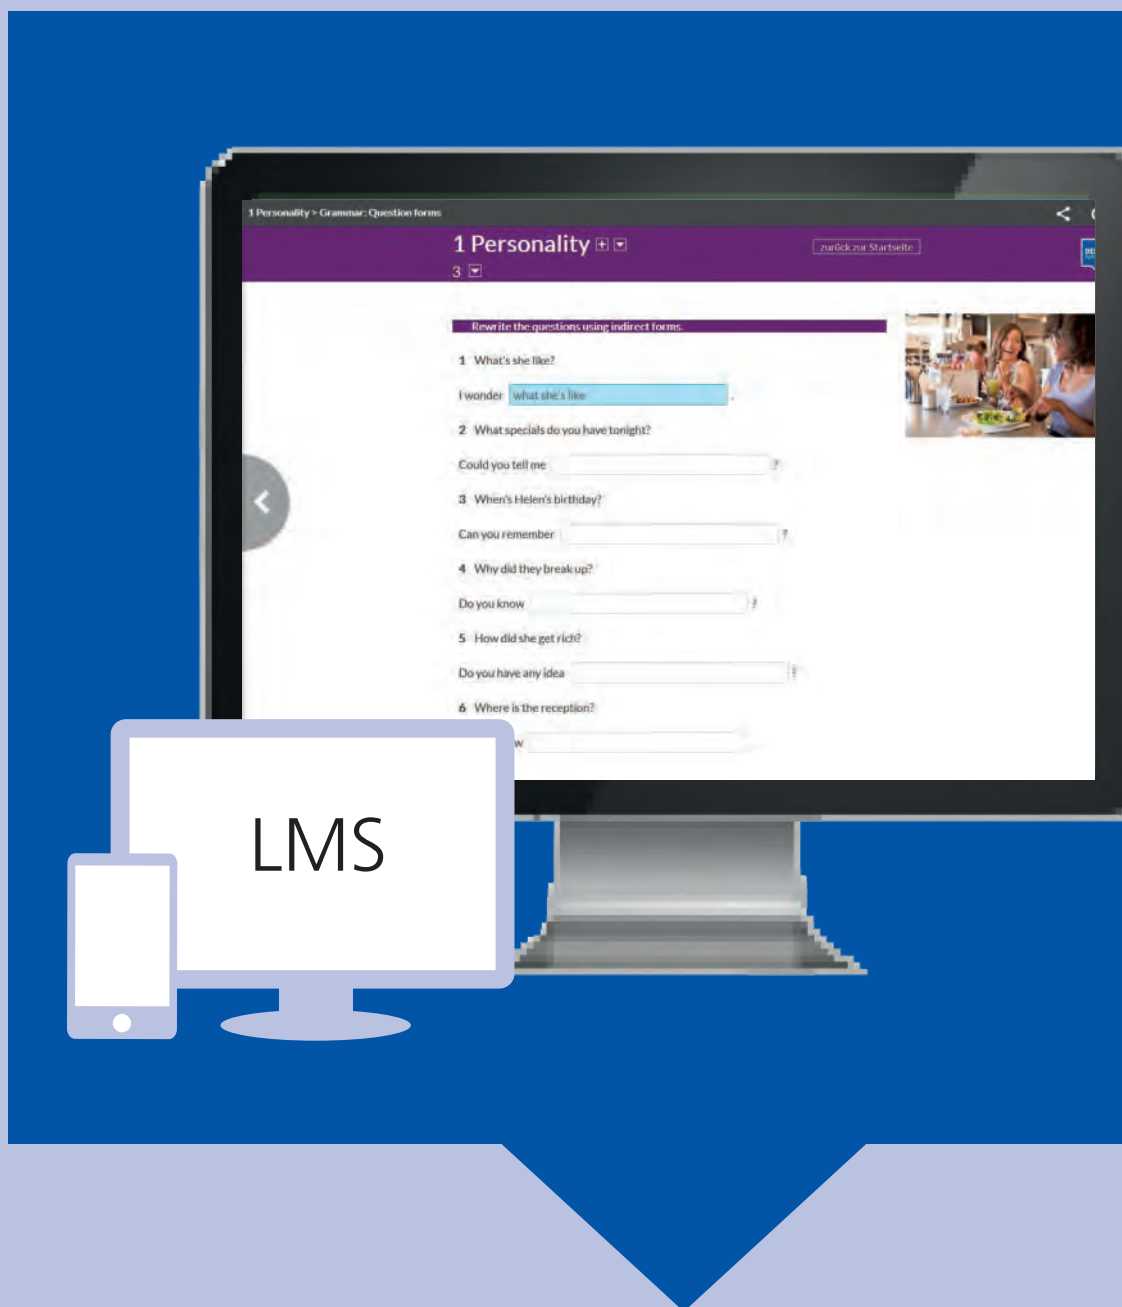 1 Personality > Grammar: Question forms
1 Personality
zurück zur Startseite
3
Rewrite the questions using indirect forms.
1 What's she like?
I wonder what she's like .
2 What specials do you have tonight?
Could you tell me ?
3 When's Helen's birthday?
Can you remember ?
4 Why did they break up?
Do you know ?
5 How did she get rich?
Do you have any idea ?
6 Where is the reception?
LMS